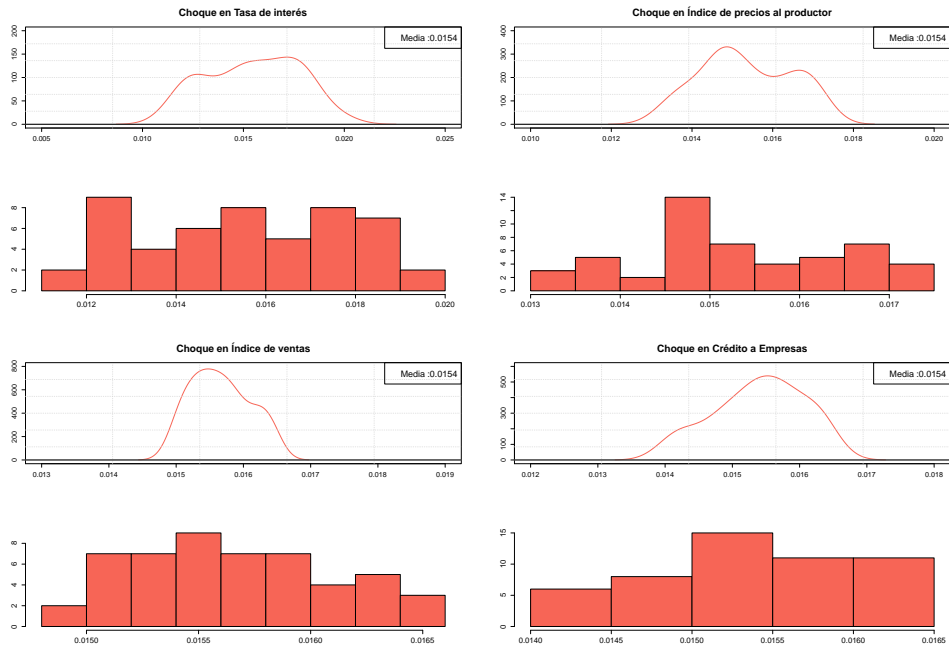 Choque en Tasa de interés
Media :0.0154
0 50 100 150 200
0.005 0.010 0.015 0.020 0.025
0 2 4 6 8
0.012 0.014 0.016 0.018 0.020
Choque en Índice de precios al productor
Media :0.0154
0 100 200 300 400
0.010 0.012 0.014 0.016 0.018 0.020
0 2 4 6 10 14
0.013 0.014 0.015 0.016 0.017
Choque en Índice de ventas
Media :0.0154
0 200 400 600 800
0.013 0.014 0.015 0.016 0.017 0.018 0.019
0 2 4 6 8
0.0150 0.0155 0.0160 0.0165
Choque en Crédito a Empresas
Media :0.0154
0 100 300 500
0.012 0.013 0.014 0.015 0.016 0.017 0.018
0 5 10 15
0.0140 0.0145 0.0150 0.0155 0.0160 0.0165